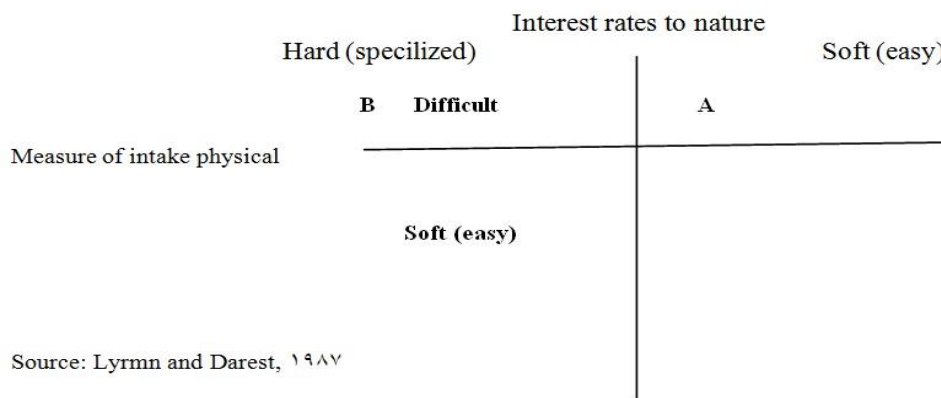 Interest rates to nature
Hard (specilized) Soft (easy)
B Difficult A
Measure of intake physical
Soft (easy)
Source: Lyrmn and Darest, ۱۹۸۷